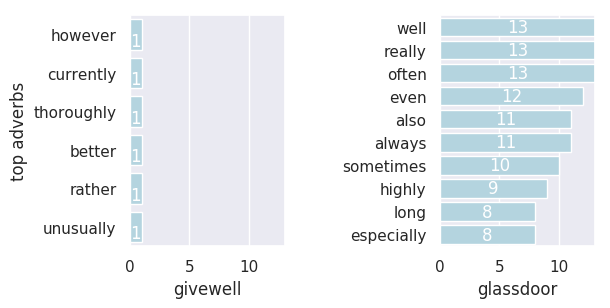 top adverbs
however 1
currently 1
thoroughly 1
better 1
rather 1
unusually 1
0 5 10
givewell
well 13
really 13
often 13
even 12
also 11
always 11
sometimes 10
highly 9
long 8
especially 8
0 5 10
glassdoor